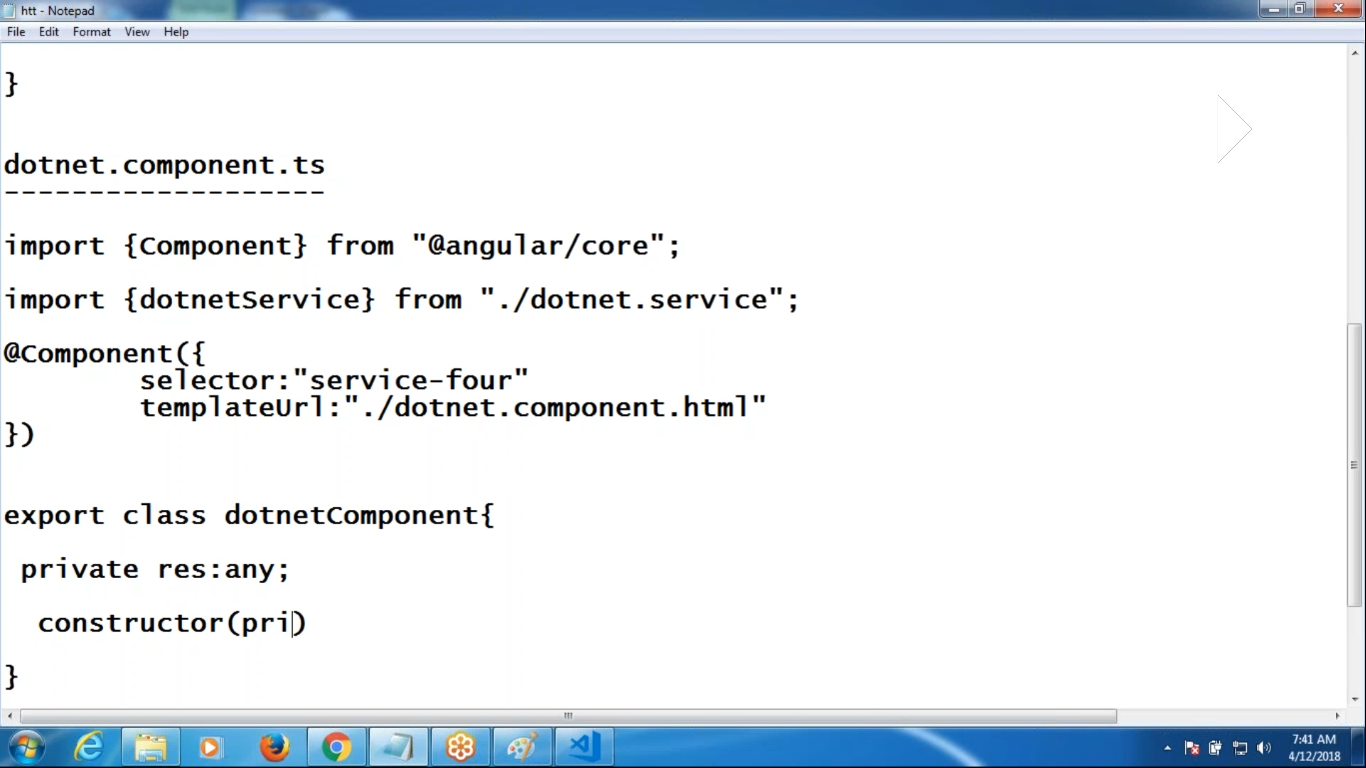 htt - Notepad
File Edit Format View Help
}
dotnet.component.ts
-------------------
import {Component} from "@angular/core";
import {dotnetService} from "./dotnet.service";
@Component({
selector:"service-four"
templateUrl:"./dotnet.component.html"
})
export class dotnetComponent{
private res:any;
constructor(pri)
}
7:41 AM
4/12/2018